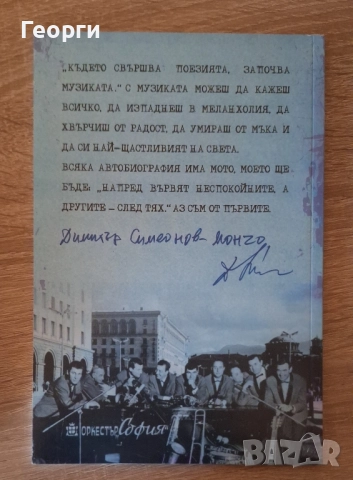 Георги
„КЪДЕТО СВЪРШВА ПОЕЗИЯТА, ЗАПОЧВА
МУЗИКАТА.“ С МУЗИКАТА МОЖЕШ ДА КАЖЕШ
ВСИЧКО, ДА ИЗПАДНЕШ В МЕЛАНХОЛИЯ, ДА
ХВЪРЧИШ ОТ РАДОСТ, ДА УМИРАШ ОТ МЪКА И
ДА СИ НАЙ-ЩАСТЛИВИЯТ НА СВЕТА.
ВСЯКА АВТОБИОГРАФИЯ ИМА МОТО, МОЕТО ЩЕ
БЪДЕ: „НАПРЕД ВЪРВЯТ НЕСПОКОЙНИТЕ, А
ДРУГИТЕ – СЛЕД ТЯХ.“ АЗ СЪМ ОТ ПЪРВИТЕ.
Димитър Симеонов - Мончо
ОРКЕСТЪР София
BAZAR